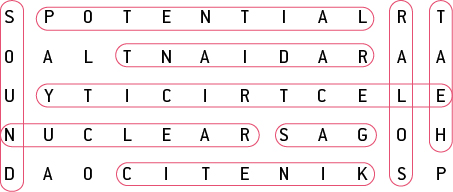 S P O T E N T I A L R T
O A L T N A I D A R A A
U Y T I C I R T C E L E
N U C L E A R S A G O H
D A O C I T E N I K S P